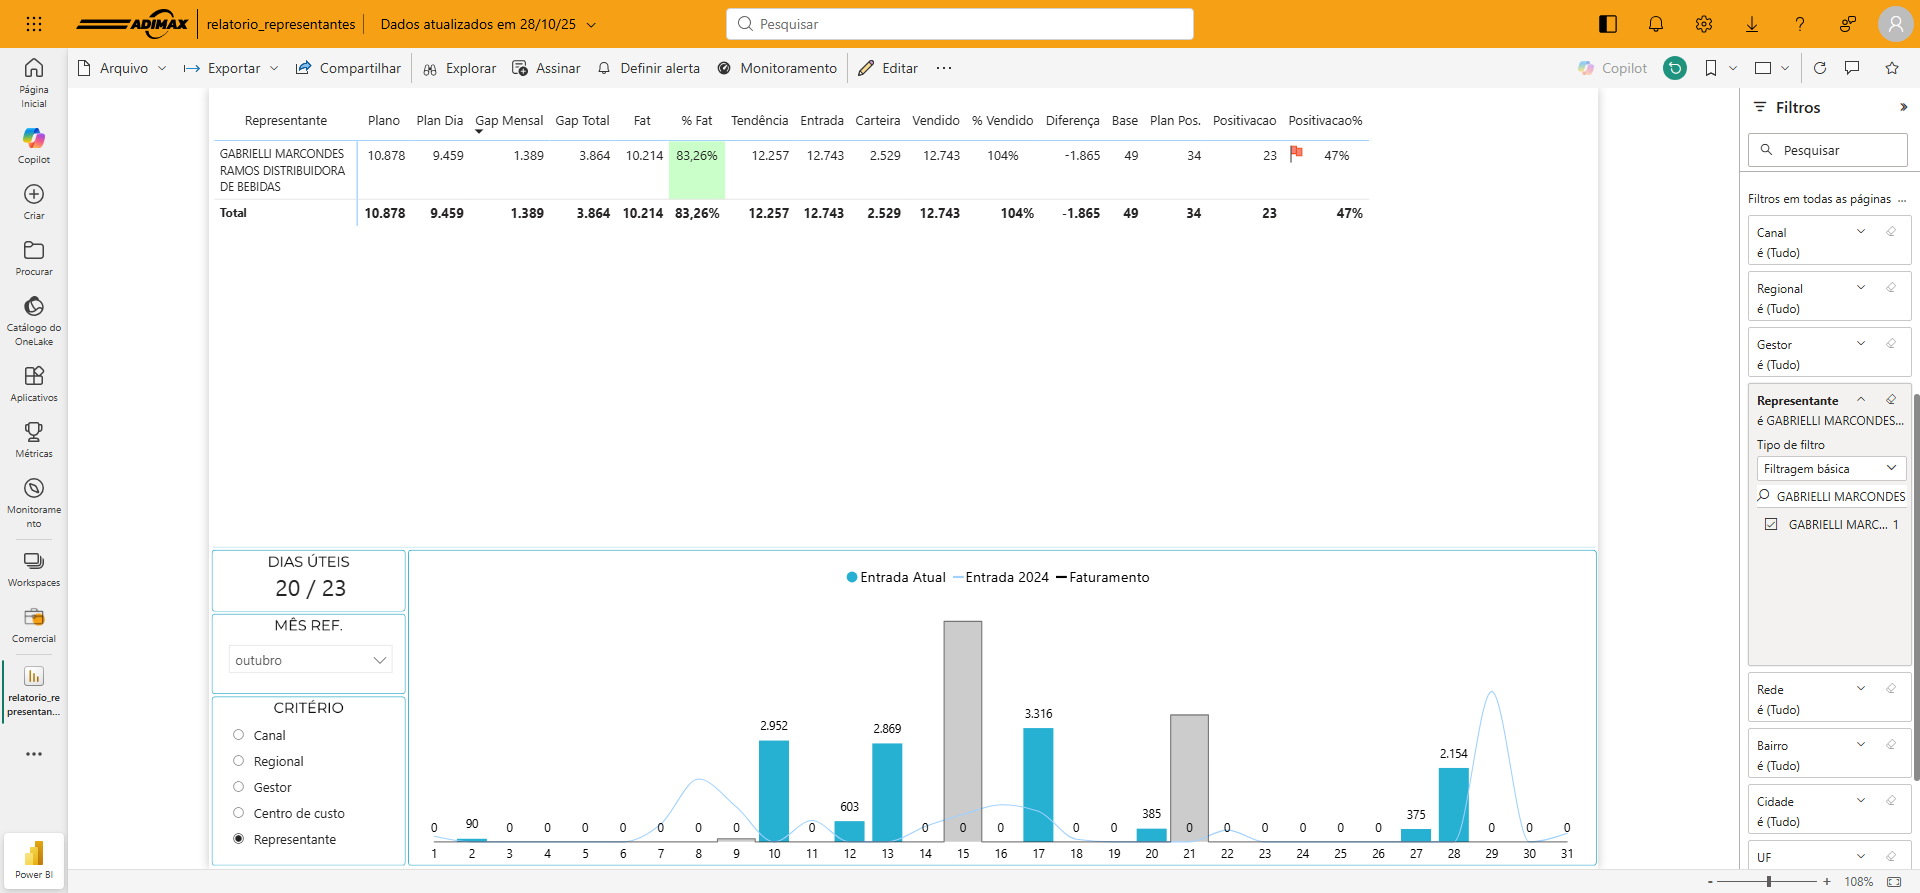 ADIMAX
relatorio_representantes
Dados atualizados em 28/10/25
Pesquisar
Arquivo
Exportar
Compartilhar
Explorar
Assinar
Definir alerta
Monitoramento
Editar
Copilot
Página
Inicial
Copilot
Criar
Procurar
Catálogo do
OneLake
Aplicativos
Métricas
Monitorame
nto
Workspaces
Comercial
relatorio_re
presentan...
Power BI
Representante Plano Plan Dia Gap Mensal Gap Total Fat % Fat Tendência Entrada Carteira Vendido % Vendido Diferença Base Plan Pos. Positivacao Positivacao%
GABRIELLI MARCONDES
RAMOS DISTRIBUIDORA
DE BEBIDAS
10.878 9.459 1.389 3.864 10.214 83,26% 12.257 12.743 2.529 12.743 104% -1.865 49 34 23 47%
Total 10.878 9.459 1.389 3.864 10.214 83,26% 12.257 12.743 2.529 12.743 104% -1.865 49 34 23 47%
DIAS ÚTEIS
20 / 23
MÊS REF.
outubro
CRITÉRIO
Canal
Regional
Gestor
Centro de custo
Representante
Entrada Atual Entrada 2024 Faturamento
0 90 0 0 0 0 0 0 0 2.952 0 603 2.869 0 0 0 3.316 0 0 385 0 0 0 0 0 0 375 2.154 0 0 0
1 2 3 4 5 6 7 8 9 10 11 12 13 14 15 16 17 18 19 20 21 22 23 24 25 26 27 28 29 30 31
Filtros
Pesquisar
Filtros em todas as páginas ...
Canal
é (Tudo)
Regional
é (Tudo)
Gestor
é (Tudo)
Representante
é GABRIELLI MARCONDES...
Tipo de filtro
Filtragem básica
GABRIELLI MARCONDES
GABRIELLI MARC... 1
Rede
é (Tudo)
Bairro
é (Tudo)
Cidade
é (Tudo)
UF
- + 108%